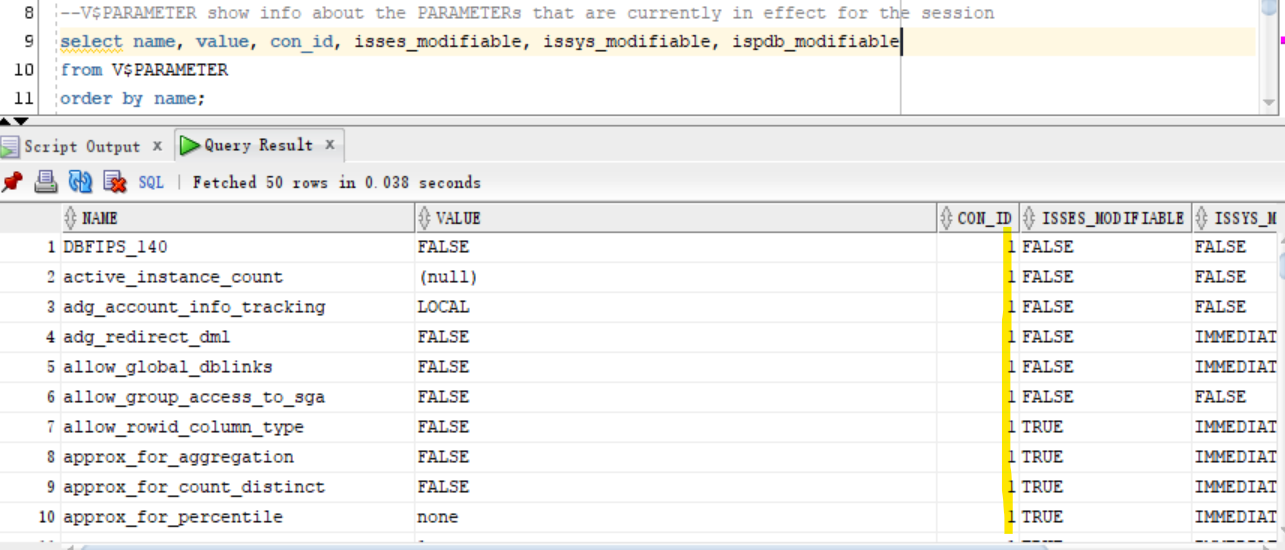 8 --V$PARAMETER show info about the PARAMETERs that are currently in effect for the session
9 select name, value, con_id, isses_modifiable, issys_modifiable, ispdb_modifiable
10 from V$PARAMETER
11 order by name;
Script Output x Query Result x
SQL | Fetched 50 rows in 0.038 seconds
NAME VALUE CON_ID ISSES_MODIFIABLE ISSYS_M
1 DBFIPS_140 FALSE 1 FALSE FALSE
2 active_instance_count (null) 1 FALSE FALSE
3 adg_account_info_tracking LOCAL 1 FALSE FALSE
4 adg_redirect_dml FALSE 1 FALSE IMMEDIAT
5 allow_global_dblinks FALSE 1 FALSE IMMEDIAT
6 allow_group_access_to_sga FALSE 1 FALSE FALSE
7 allow_rowid_column_type FALSE 1 TRUE IMMEDIAT
8 approx_for_aggregation FALSE 1 TRUE IMMEDIAT
9 approx_for_count_distinct FALSE 1 TRUE IMMEDIAT
10 approx_for_percentile none 1 TRUE IMMEDIAT